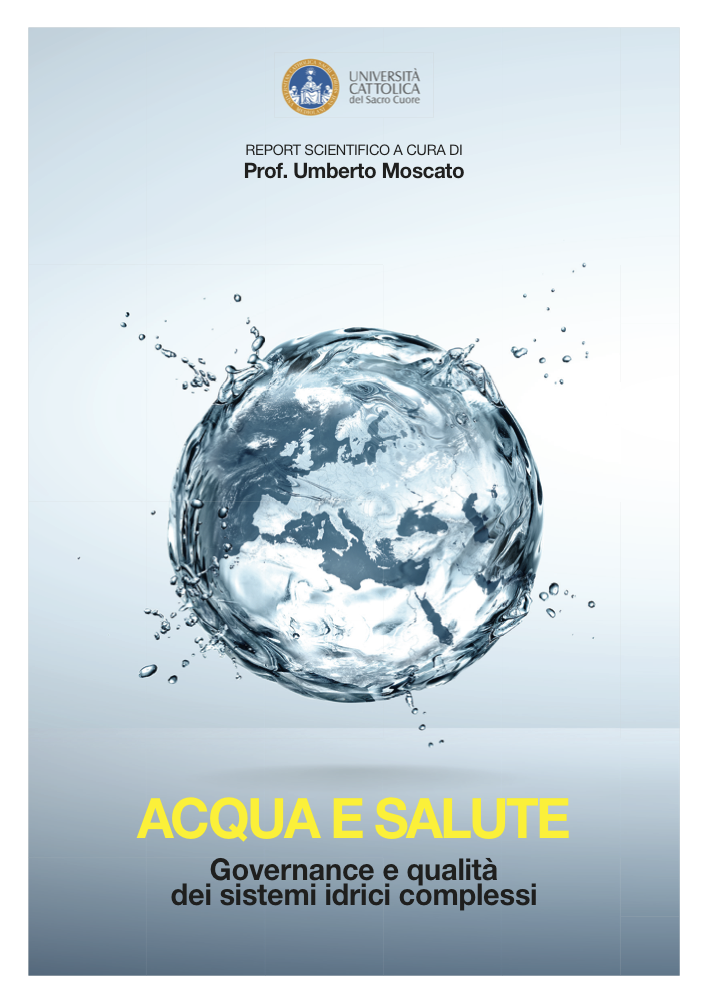 UNIVERSITÀ
CATTOLICA
del Sacro Cuore
REPORT SCIENTIFICO A CURA DI
Prof. Umberto Moscato
ACQUA E SALUTE
Governance e qualità
dei sistemi idrici complessi